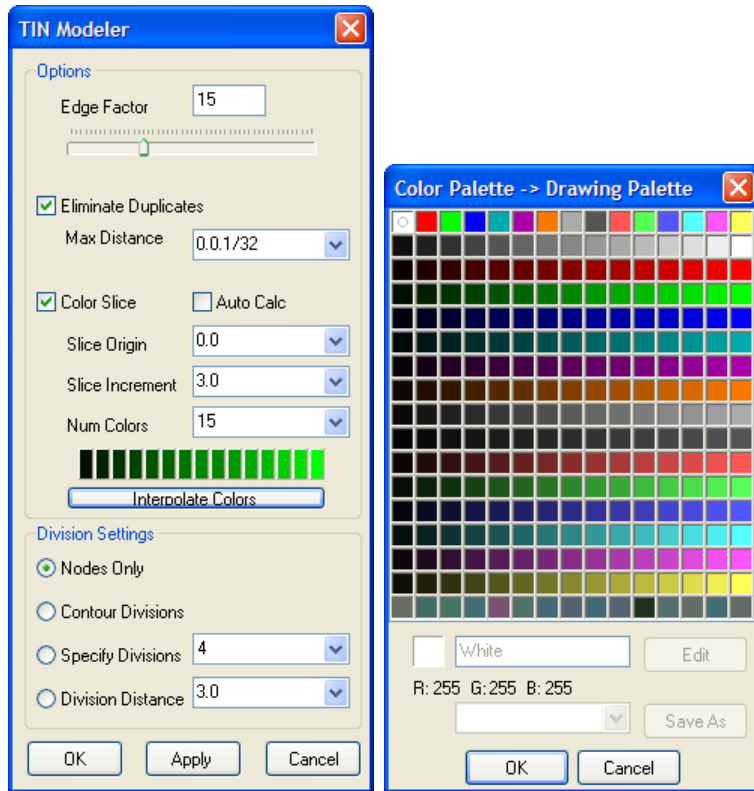 TIN Modeler
Options
Edge Factor 15
Eliminate Duplicates
Max Distance 0.0.1/32
Color Slice Auto Calc
Slice Origin 0.0
Slice Increment 3.0
Num Colors 15
Interpolate Colors
Division Settings
Nodes Only
Contour Divisions
Specify Divisions 4
Division Distance 3.0
OK Apply Cancel
Color Palette -> Drawing Palette
White Edit
R: 255 G: 255 B: 255
Save As
OK Cancel